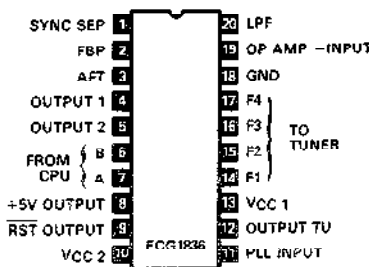 SYNC SEP 1
FBP 2
AFT 3
OUTPUT 1 4
OUTPUT 2 5
FROM CPU
B 6
A 7
+5V OUTPUT 8
RST OUTPUT 9
VCC 2 10
ECG1836
20 LPF
19 OP AMP –INPUT
18 GND
17 F4
16 F3
15 F2
14 F1
TO TUNER
13 VCC 1
12 OUTPUT TU
11 PLL INPUT